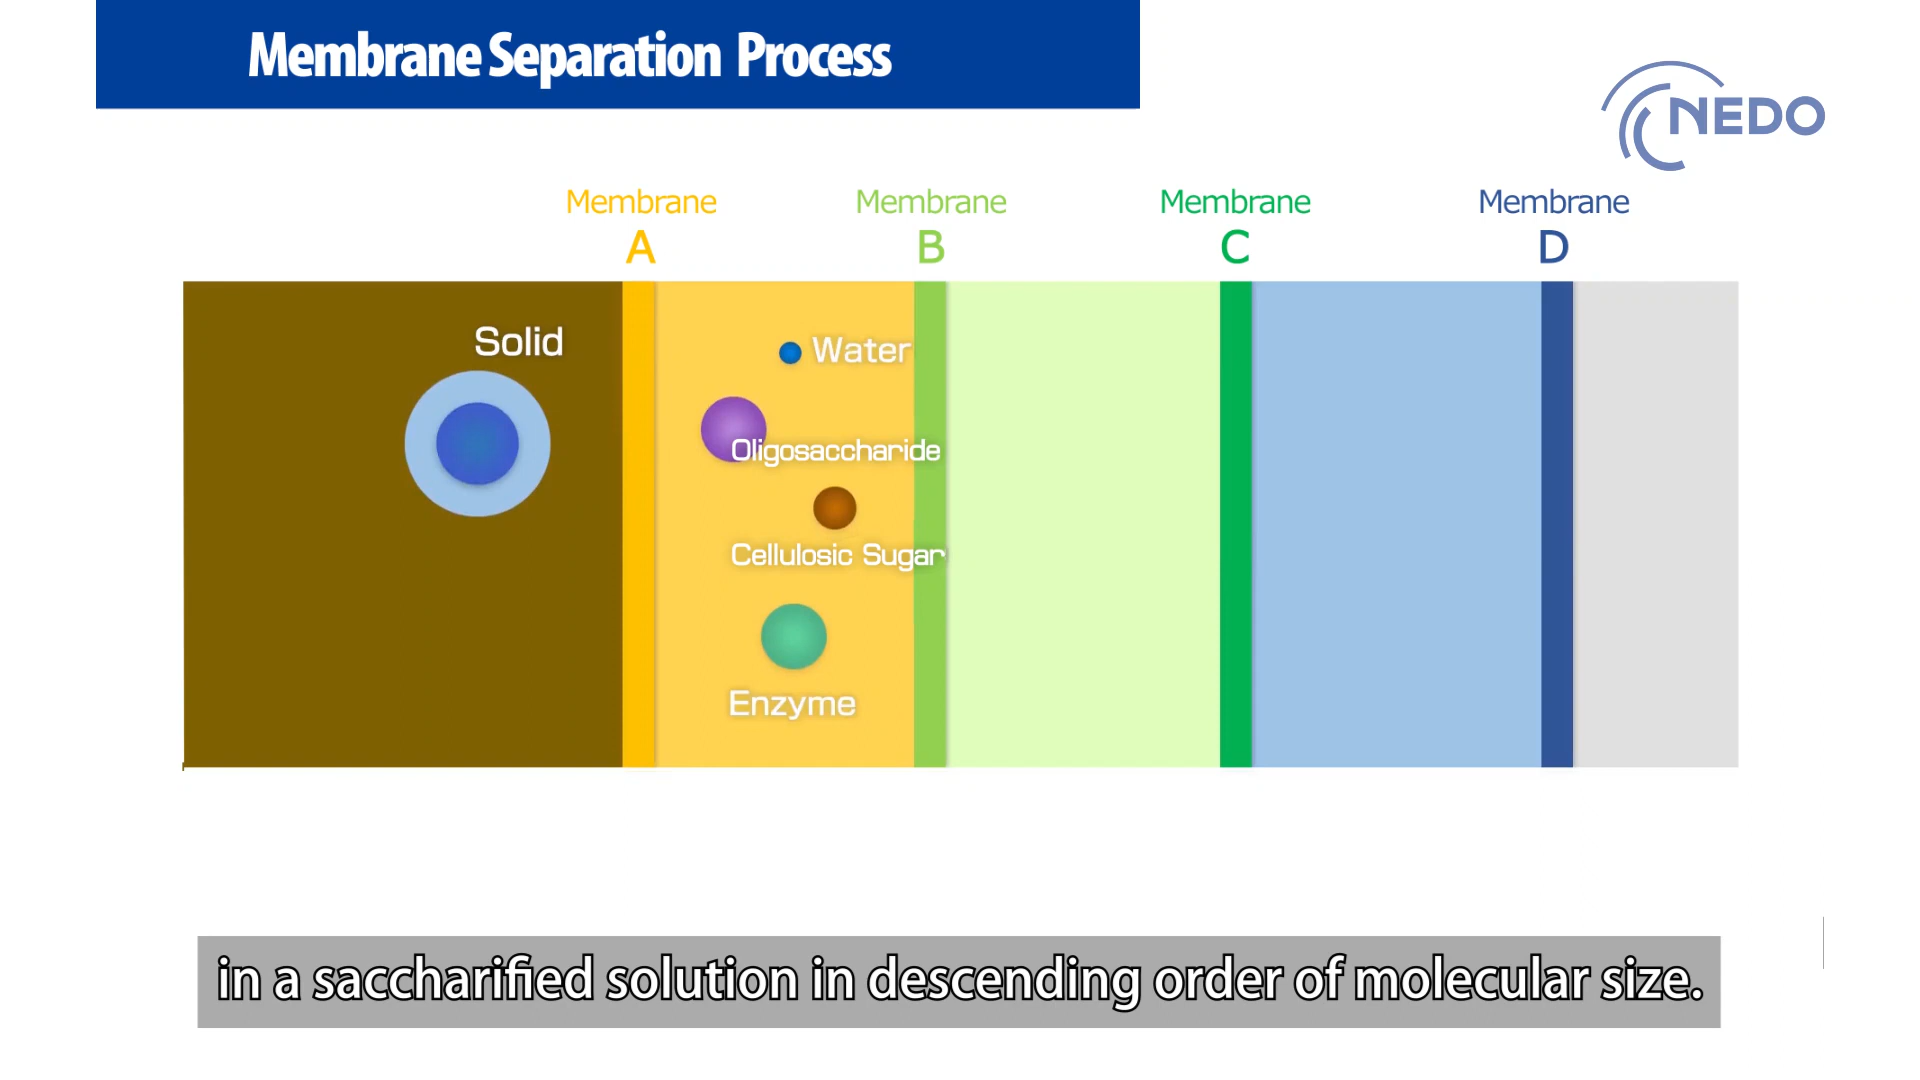 Membrane Separation Process
NEDO
Membrane
A
Membrane
B
Membrane
C
Membrane
D
Solid
Water
Oligosaccharide
Cellulosic Sugar
Enzyme
in a saccharified solution in descending order of molecular size.